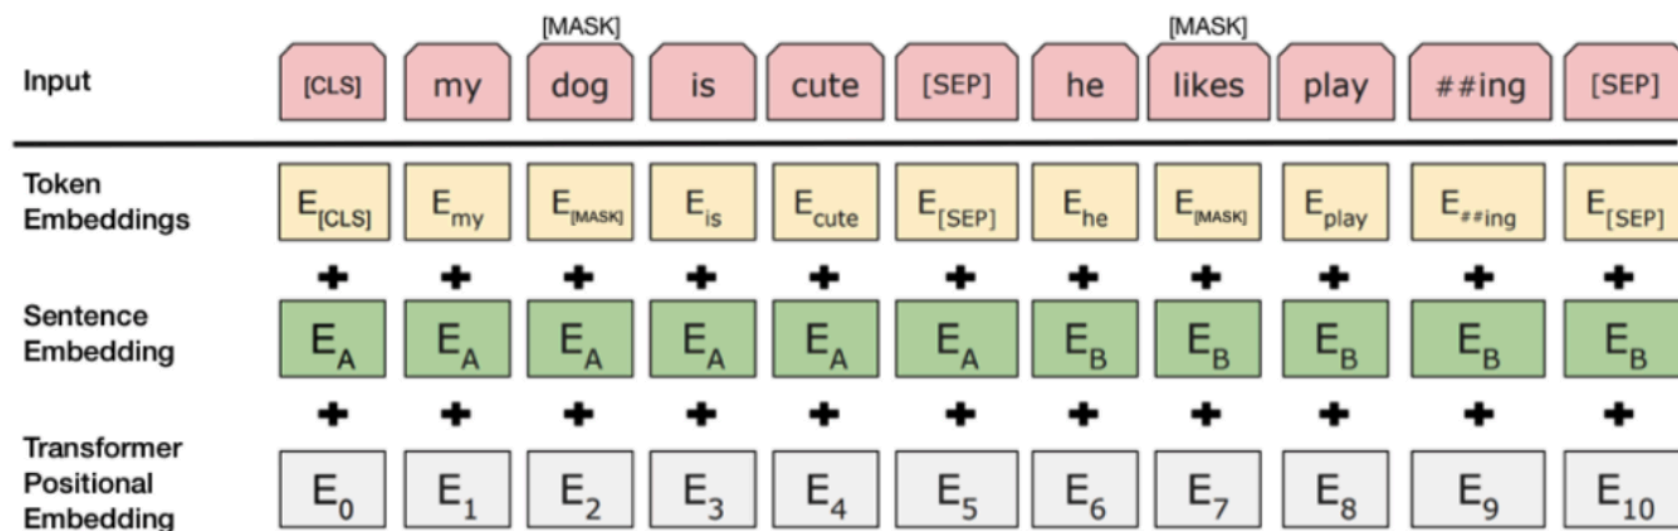 [MASK] [MASK]
Input [CLS] my dog is cute [SEP] he likes play ##ing [SEP]
Token
Embeddings
E[CLS] Emy E[MASK] Eis Ecute E[SEP] Ehe E[MASK] Eplay E##ing E[SEP]
+ + + + + + + + + + +
Sentence
Embedding
EA EA EA EA EA EA EB EB EB EB EB
+ + + + + + + + + + +
Transformer
Positional
Embedding
E0 E1 E2 E3 E4 E5 E6 E7 E8 E9 E10